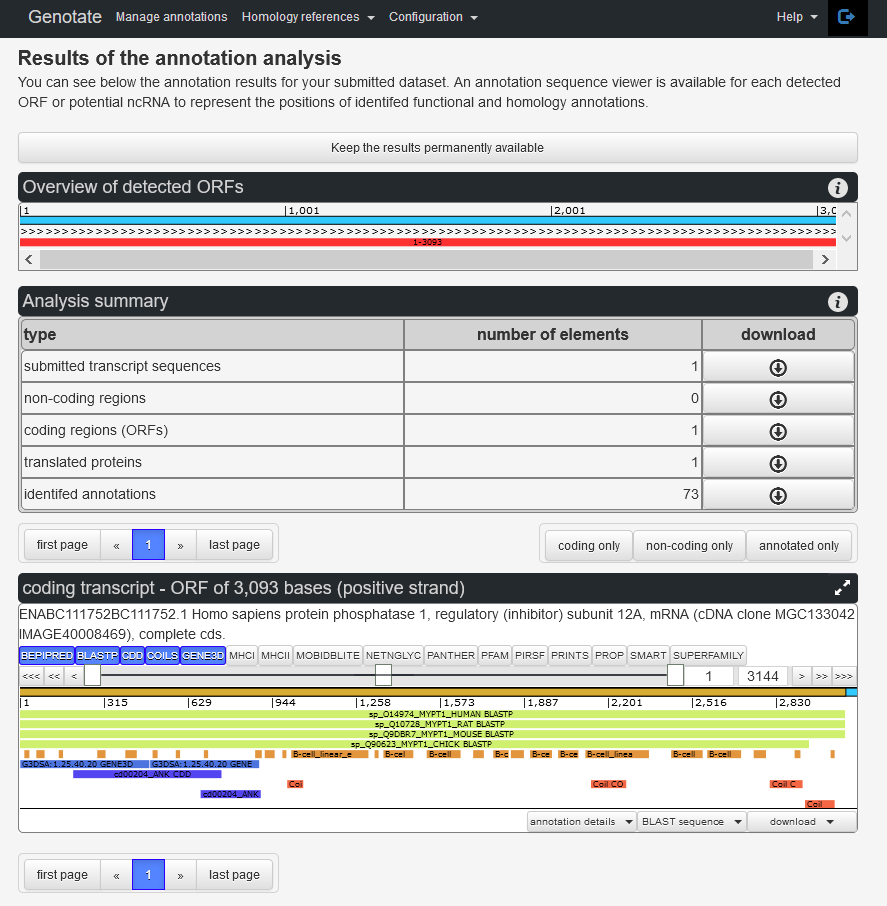 Genotate Manage annotations Homology references Configuration Help
Results of the annotation analysis
You can see below the annotation results for your submitted dataset. An annotation sequence viewer is available for each detected
ORF or potential ncRNA to represent the positions of identifed functional and homology annotations.
Keep the results permanently available
Overview of detected ORFs
1 1,001 2,001 3,0
>>>>>>>>>>>>>>>>>>>>>>>>>>>>>>>>>>>>>>>>>>>>>>>>>>>>>>>>>>>>>>>>>>>>>>>>>>>>>>>>>>>>
1-3093
Analysis summary
type number of elements download
submitted transcript sequences 1
non-coding regions 0
coding regions (ORFs) 1
translated proteins 1
identifed annotations 73
first page « 1 » last page coding only non-coding only annotated only
coding transcript - ORF of 3,093 bases (positive strand)
ENABC111752BC111752.1 Homo sapiens protein phosphatase 1, regulatory (inhibitor) subunit 12A, mRNA (cDNA clone MGC133042
IMAGE40008469), complete cds.
BEPIPRED BLASTP CDD COILS GENE3D MHCI MHCII MOBIDBLITE NETNGLYC PANTHER PFAM PIRSF PRINTS PROP SMART SUPERFAMILY
<<< << < 1 3144 > >> >>>
1 315 629 944 1,258 1,573 1,887 2,201 2,516 2,830
sp_O14974_MYPT1_HUMAN BLASTP
sp_Q10728_MYPT1_RAT BLASTP
sp_Q9DBR7_MYPT1_MOUSE BLASTP
sp_Q90623_MYPT1_CHICK BLASTP
B-cell_linear_e B-cell B-cell B-c B-ce B-ce B-cell_linea B-cell B-cell
G3DSA:1.25.40.20 GENE3D G3DSA:1.25.40.20 GENE
cd00204_ANK CDD
Coi Coil CO Coil C
cd00204_ANK
Coil
annotation details BLAST sequence download
first page « 1 » last page